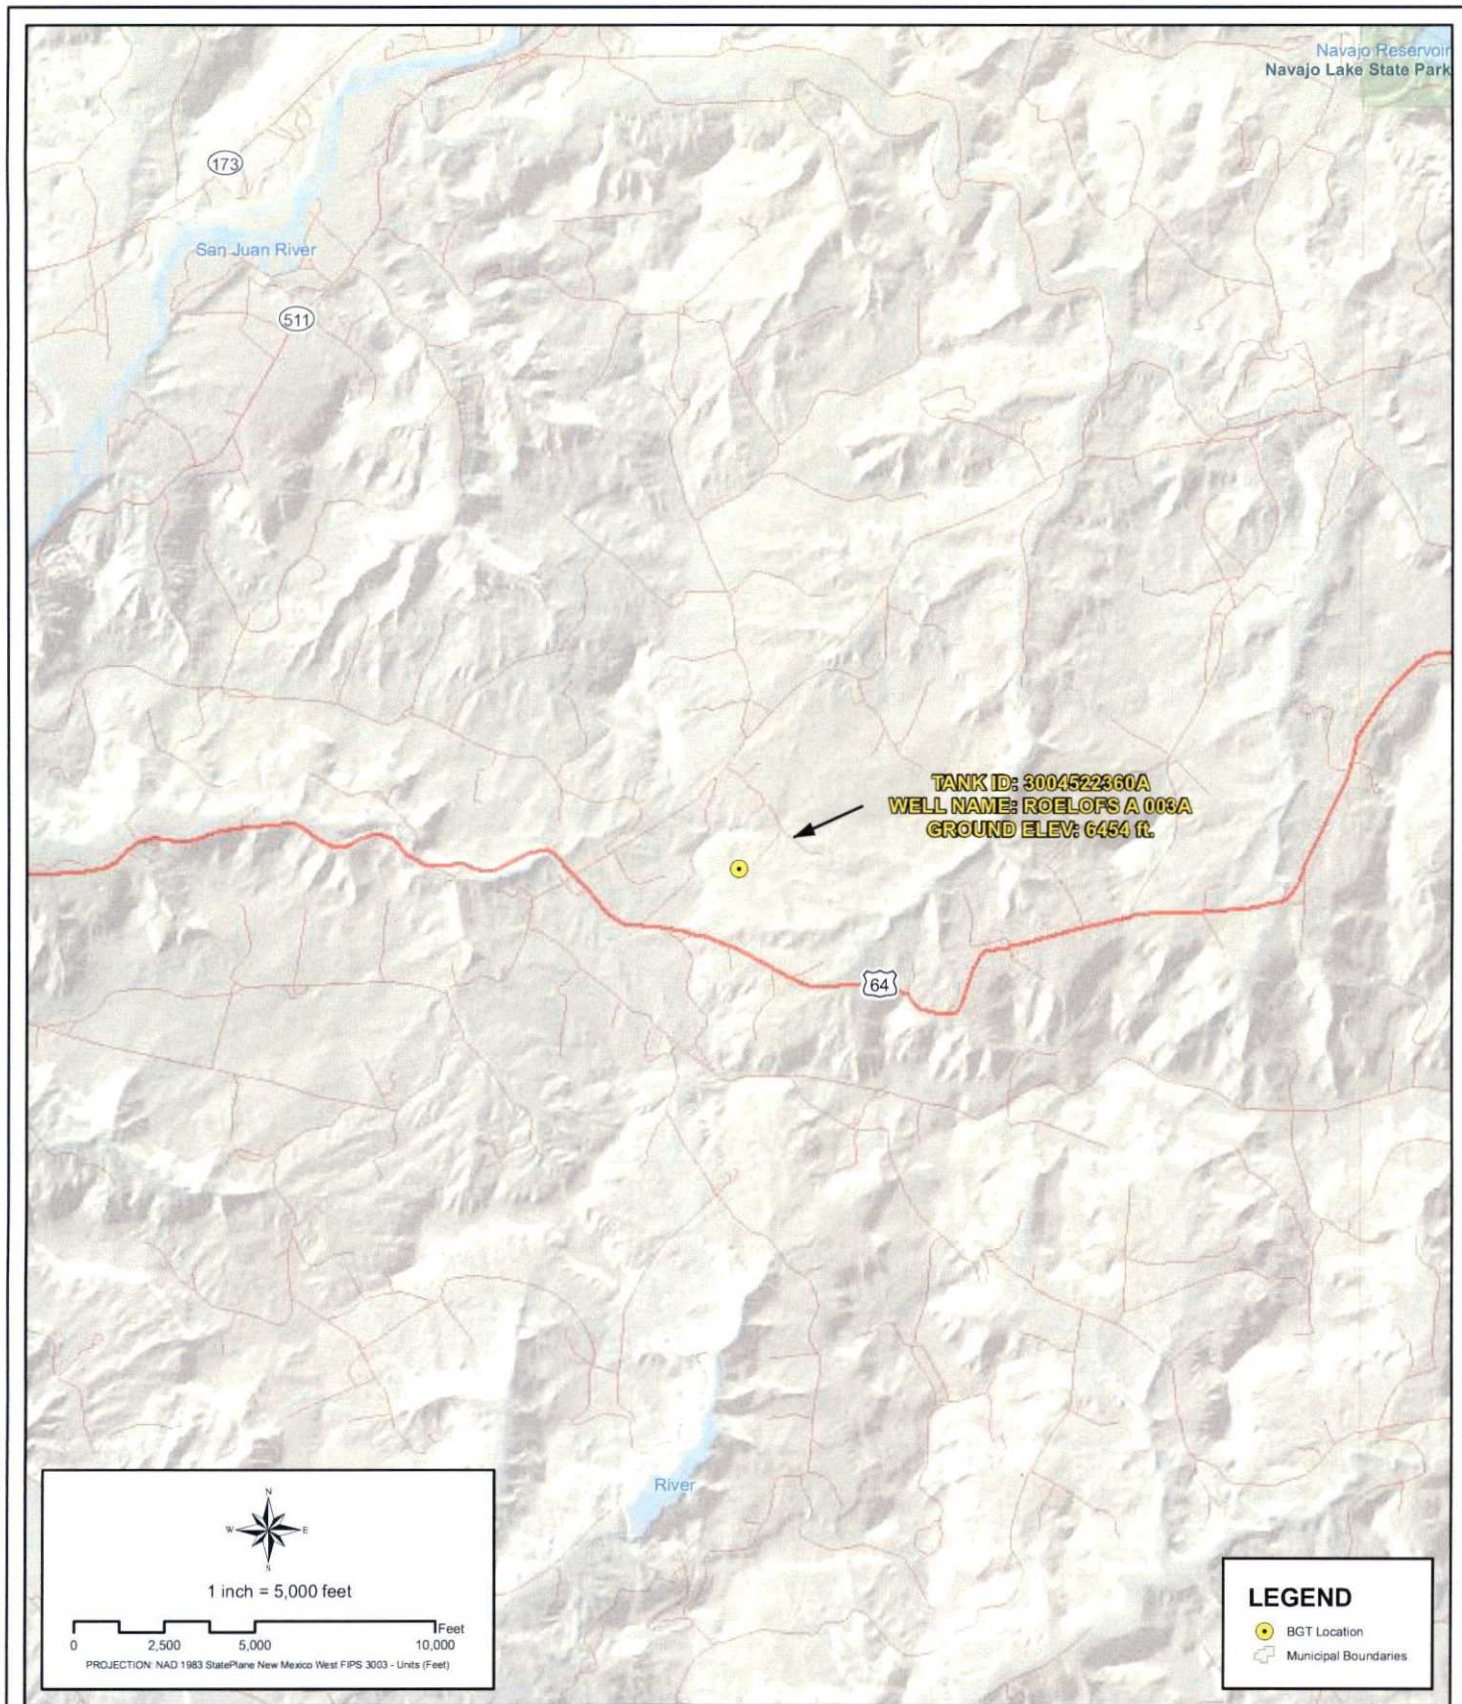 Navajo Reservoir
Navajo Lake State Park
173
San Juan River
511
TANK ID: 3004522360A
WELL NAME: ROELOFS A 003A
GROUND ELEV: 6454 ft.
64
River
N
W E
S
1 inch = 5,000 feet
Feet
0 2,500 5,000 10,000
PROJECTION: NAD 1983 StatePlane New Mexico West FIPS 3003 - Units (Feet)
LEGEND
BGT Location
Municipal Boundaries